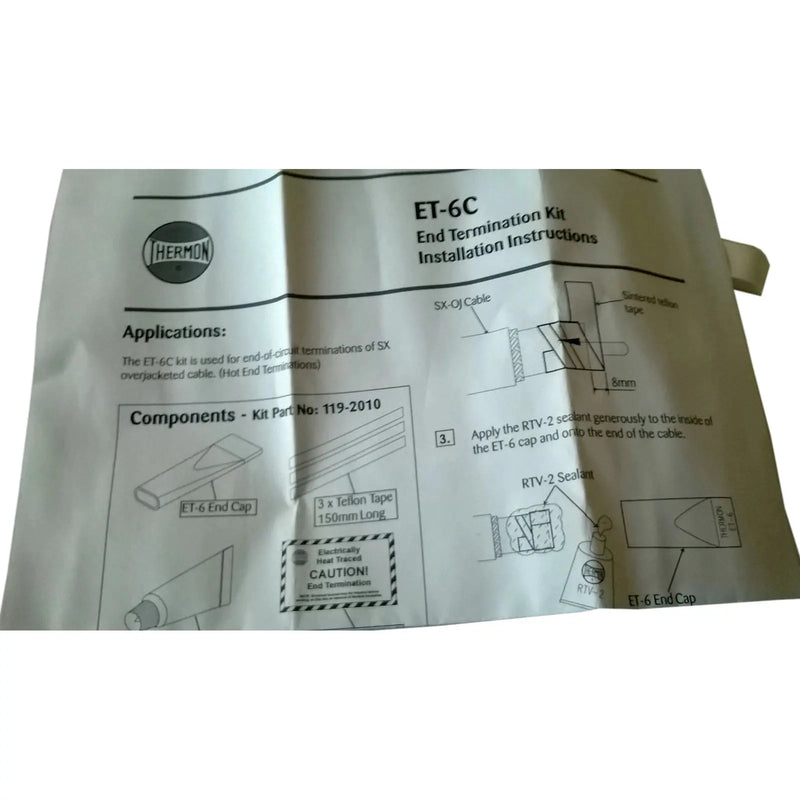 THERMON
®
ET-6C
End Termination Kit
Installation Instructions
Applications:
The ET-6C kit is used for end-of-circuit terminations of SX
overjacketed cable. (Hot End Terminations)
Components - Kit Part No: 119-2010
ET-6 End Cap
3 x Teflon Tape
150mm Long
Electrically
Heat Traced
CAUTION!
End Termination
SX-OJ Cable
Sintered teflon
tape
8mm
3.
Apply the RTV-2 sealant generously to the inside of
the ET-6 cap and onto the end of the cable.
RTV-2 Sealant
THERMON
RTV-2
THERMON
ET-6
ET-6 End Cap